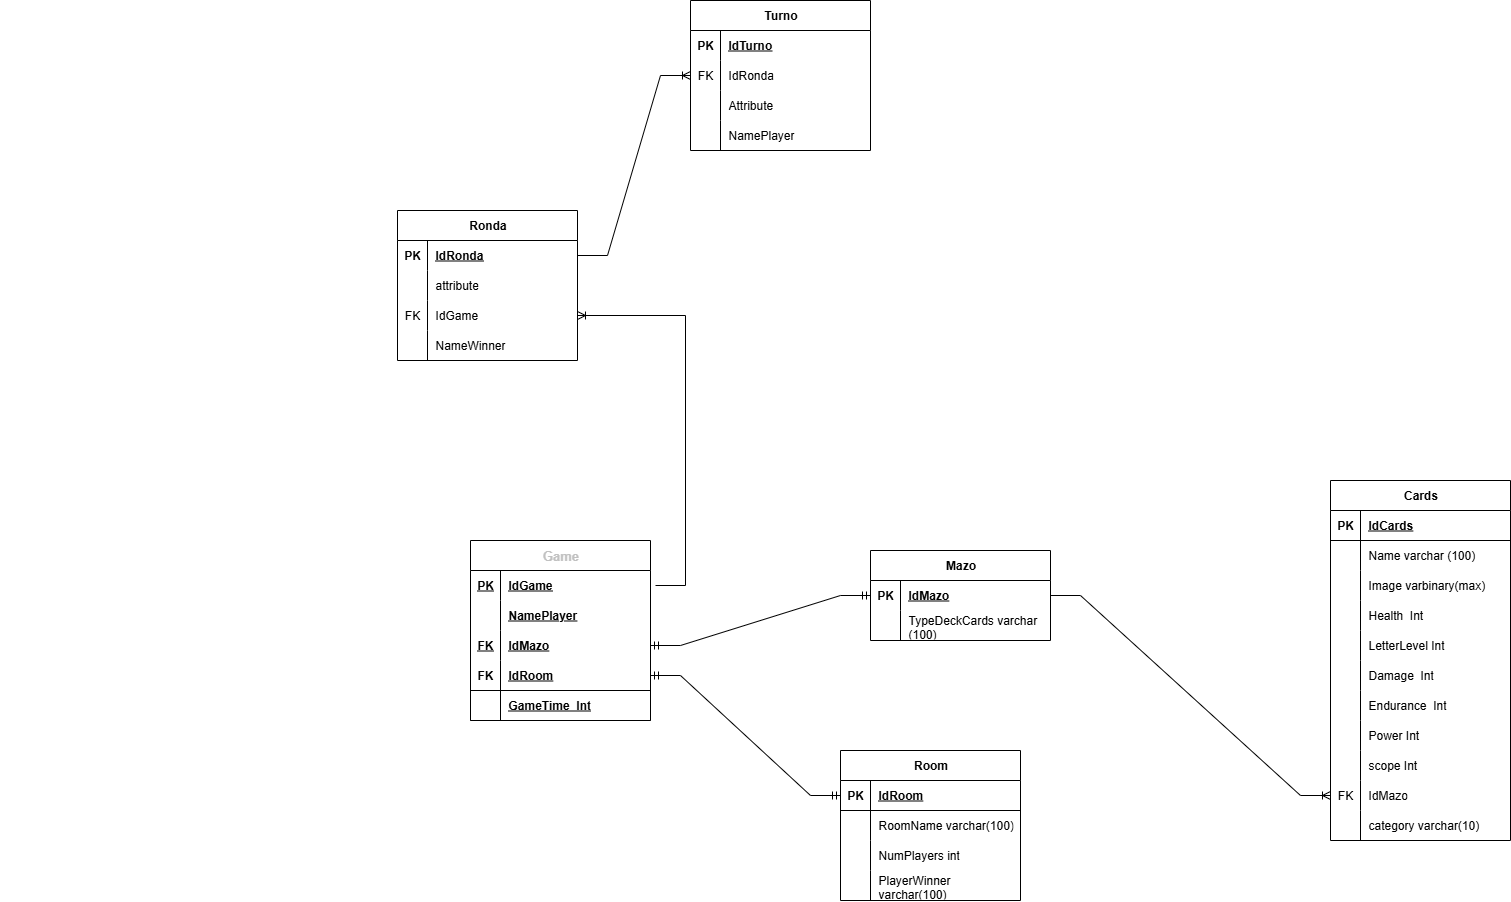 Turno
PK IdTurno
FK IdRonda
Attribute
NamePlayer
Ronda
PK IdRonda
attribute
FK IdGame
NameWinner
Game
PK IdGame
NamePlayer
FK IdMazo
FK IdRoom
GameTime Int
Mazo
PK IdMazo
TypeDeckCards varchar
(100)
Room
PK IdRoom
RoomName varchar(100)
NumPlayers int
PlayerWinner
varchar(100)
Cards
PK IdCards
Name varchar (100)
Image varbinary(max)
Health Int
LetterLevel Int
Damage Int
Endurance Int
Power Int
scope Int
FK IdMazo
category varchar(10)